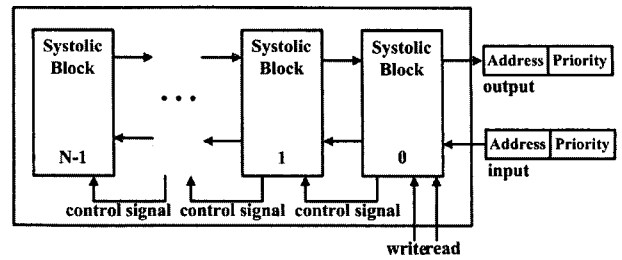 Systolic Block
N-1
• • •
Systolic Block
1
Systolic Block
0
Address Priority
output
Address Priority
input
control signal control signal control signal
write read